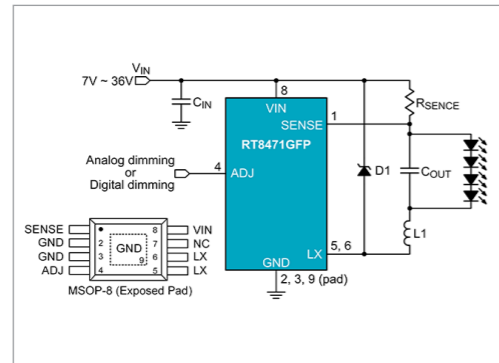 VIN
7V ~ 36V
CIN
8
VIN
RSENCE
SENSE
1
RT8471GFP
Analog dimming
or
Digital dimming
4
ADJ
D1
COUT
L1
LX
5, 6
GND
2, 3, 9 (pad)
SENSE
GND
GND
ADJ
2
3
4
GND
9
8
7
6
5
VIN
NC
LX
LX
MSOP-8 (Exposed Pad)